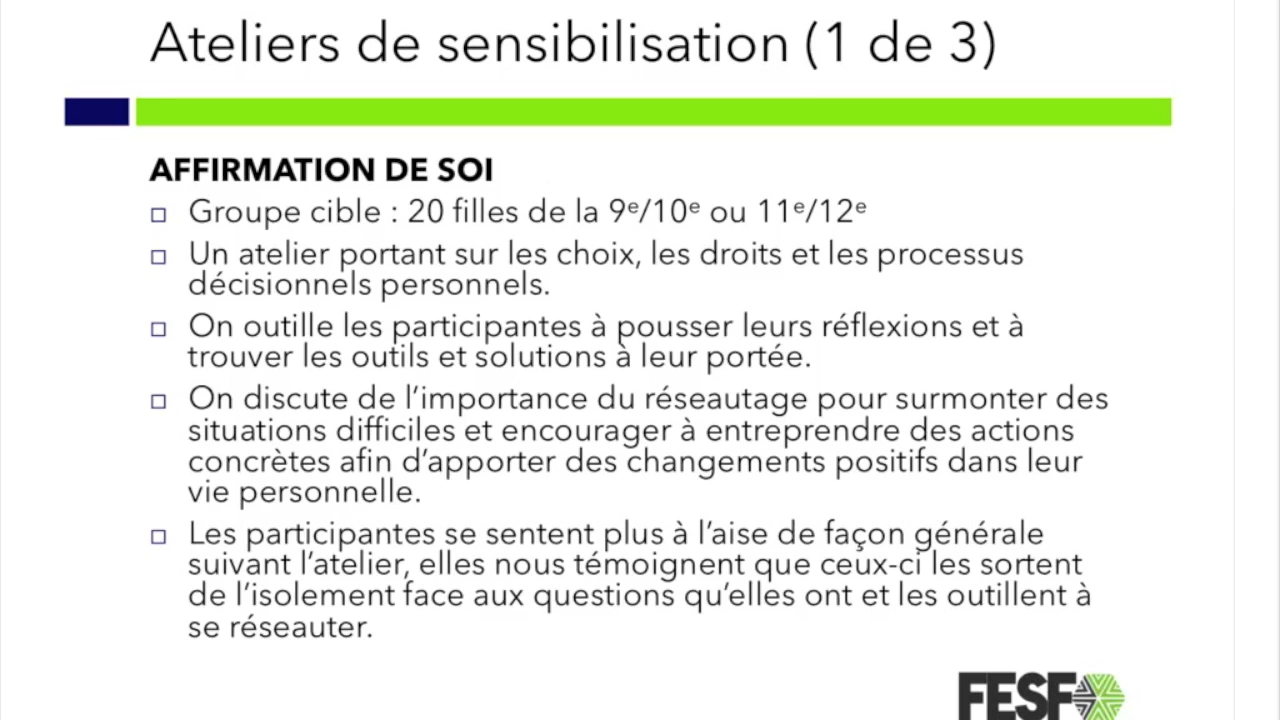 Ateliers de sensibilisation (1 de 3)
AFFIRMATION DE SOI
Groupe cible : 20 filles de la 9ᵉ/10ᵉ ou 11ᵉ/12ᵉ
Un atelier portant sur les choix, les droits et les processus
décisionnels personnels.
On outille les participantes à pousser leurs réflexions et à
trouver les outils et solutions à leur portée.
On discute de l’importance du réseautage pour surmonter des
situations difficiles et encourager à entreprendre des actions
concrètes afin d’apporter des changements positifs dans leur
vie personnelle.
Les participantes se sentent plus à l’aise de façon générale
suivant l’atelier, elles nous témoignent que ceux-ci les sortent
de l’isolement face aux questions qu’elles ont et les outillent à
se réseauter.
FESF